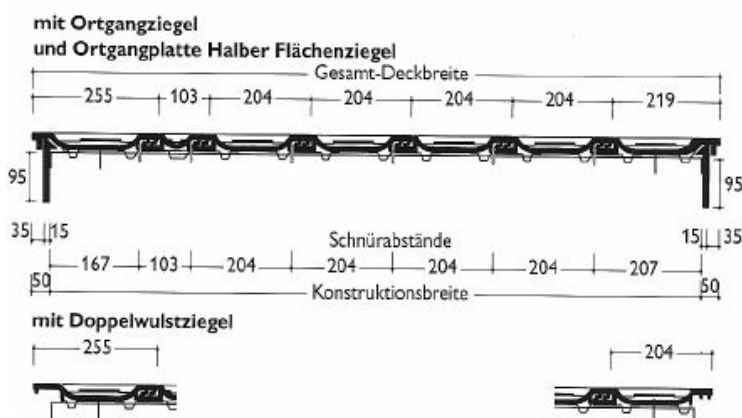 mit Ortgangziegel
und Ortgangplatte Halber Flächenziegel
Gesamt-Deckbreite
255 103 204 204 204 204 219
95 95
35 15 Schnürabstände 15 35
167 103 204 204 204 204 207
50 Konstruktionsbreite 50
mit Doppelwulstziegel
255 204